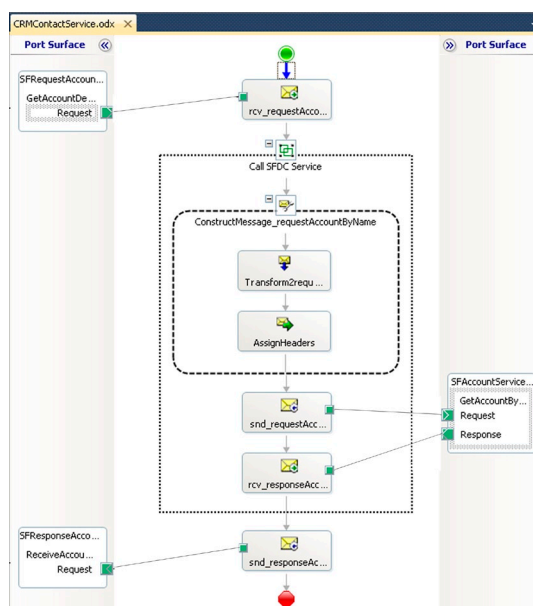 CRMContactService.odx
Port Surface
Port Surface
SFRequestAccoun...
GetAccountDe...
Request
rcv_requestAcco...
Call SFDC Service
ConstructMessage_requestAccountByName
Transform2requ...
AssignHeaders
SFAccountService...
GetAccountBy...
Request
Response
snd_requestAcc...
rcv_responseAcc...
SFResponseAcco...
ReceiveAccou...
Request
snd_responseAc...